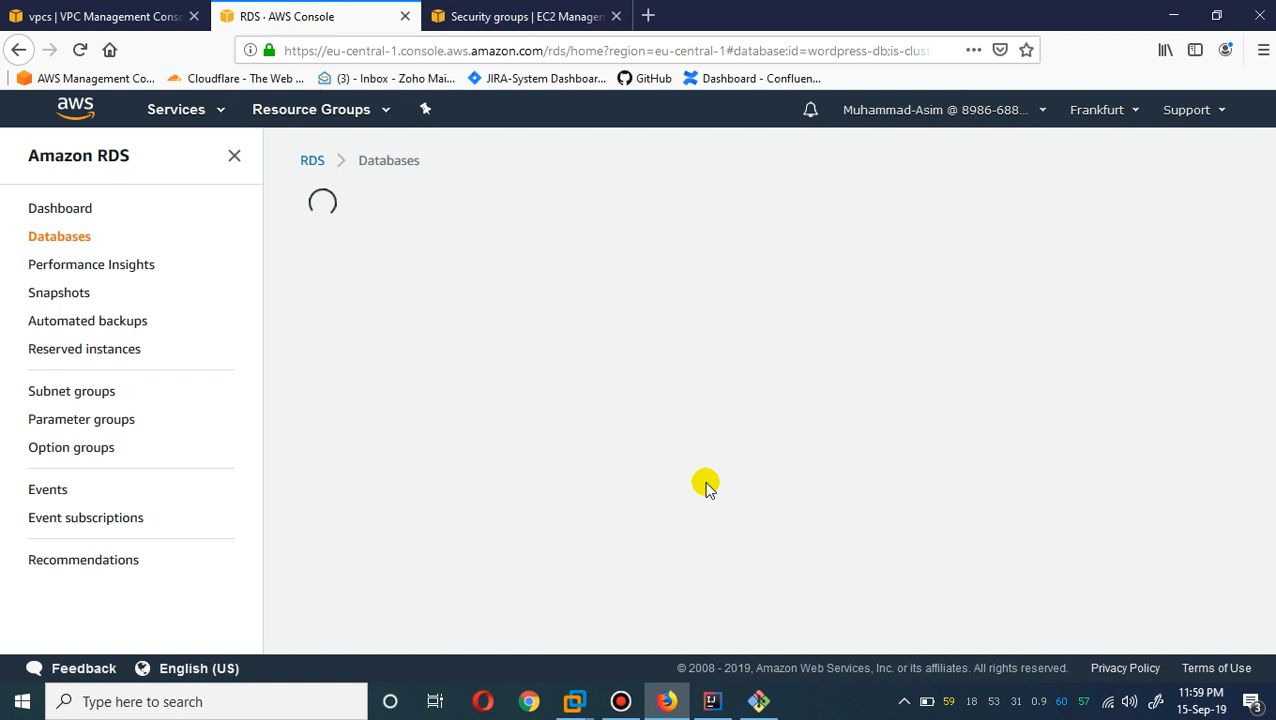 vpcs | VPC Management Conso
RDS · AWS Console
Security groups | EC2 Managem
https://eu-central-1.console.aws.amazon.com/rds/home?region=eu-central-1#database:id=wordpress-db;is-clust
AWS Management Co...
Cloudflare - The Web ...
(3) - Inbox - Zoho Mai...
JIRA-System Dashboar...
GitHub
Dashboard - Confluen...
aws
Services
Resource Groups
Muhammad-Asim @ 8986-688...
Frankfurt
Support
Amazon RDS
RDS
Databases
Dashboard
Databases
Performance Insights
Snapshots
Automated backups
Reserved instances
Subnet groups
Parameter groups
Option groups
Events
Event subscriptions
Recommendations
Feedback
English (US)
© 2008 - 2019, Amazon Web Services, Inc. or its affiliates. All rights reserved.
Privacy Policy
Terms of Use
Type here to search
59 18 53 31 0.9 60 57
11:59 PM
15-Sep-19
3